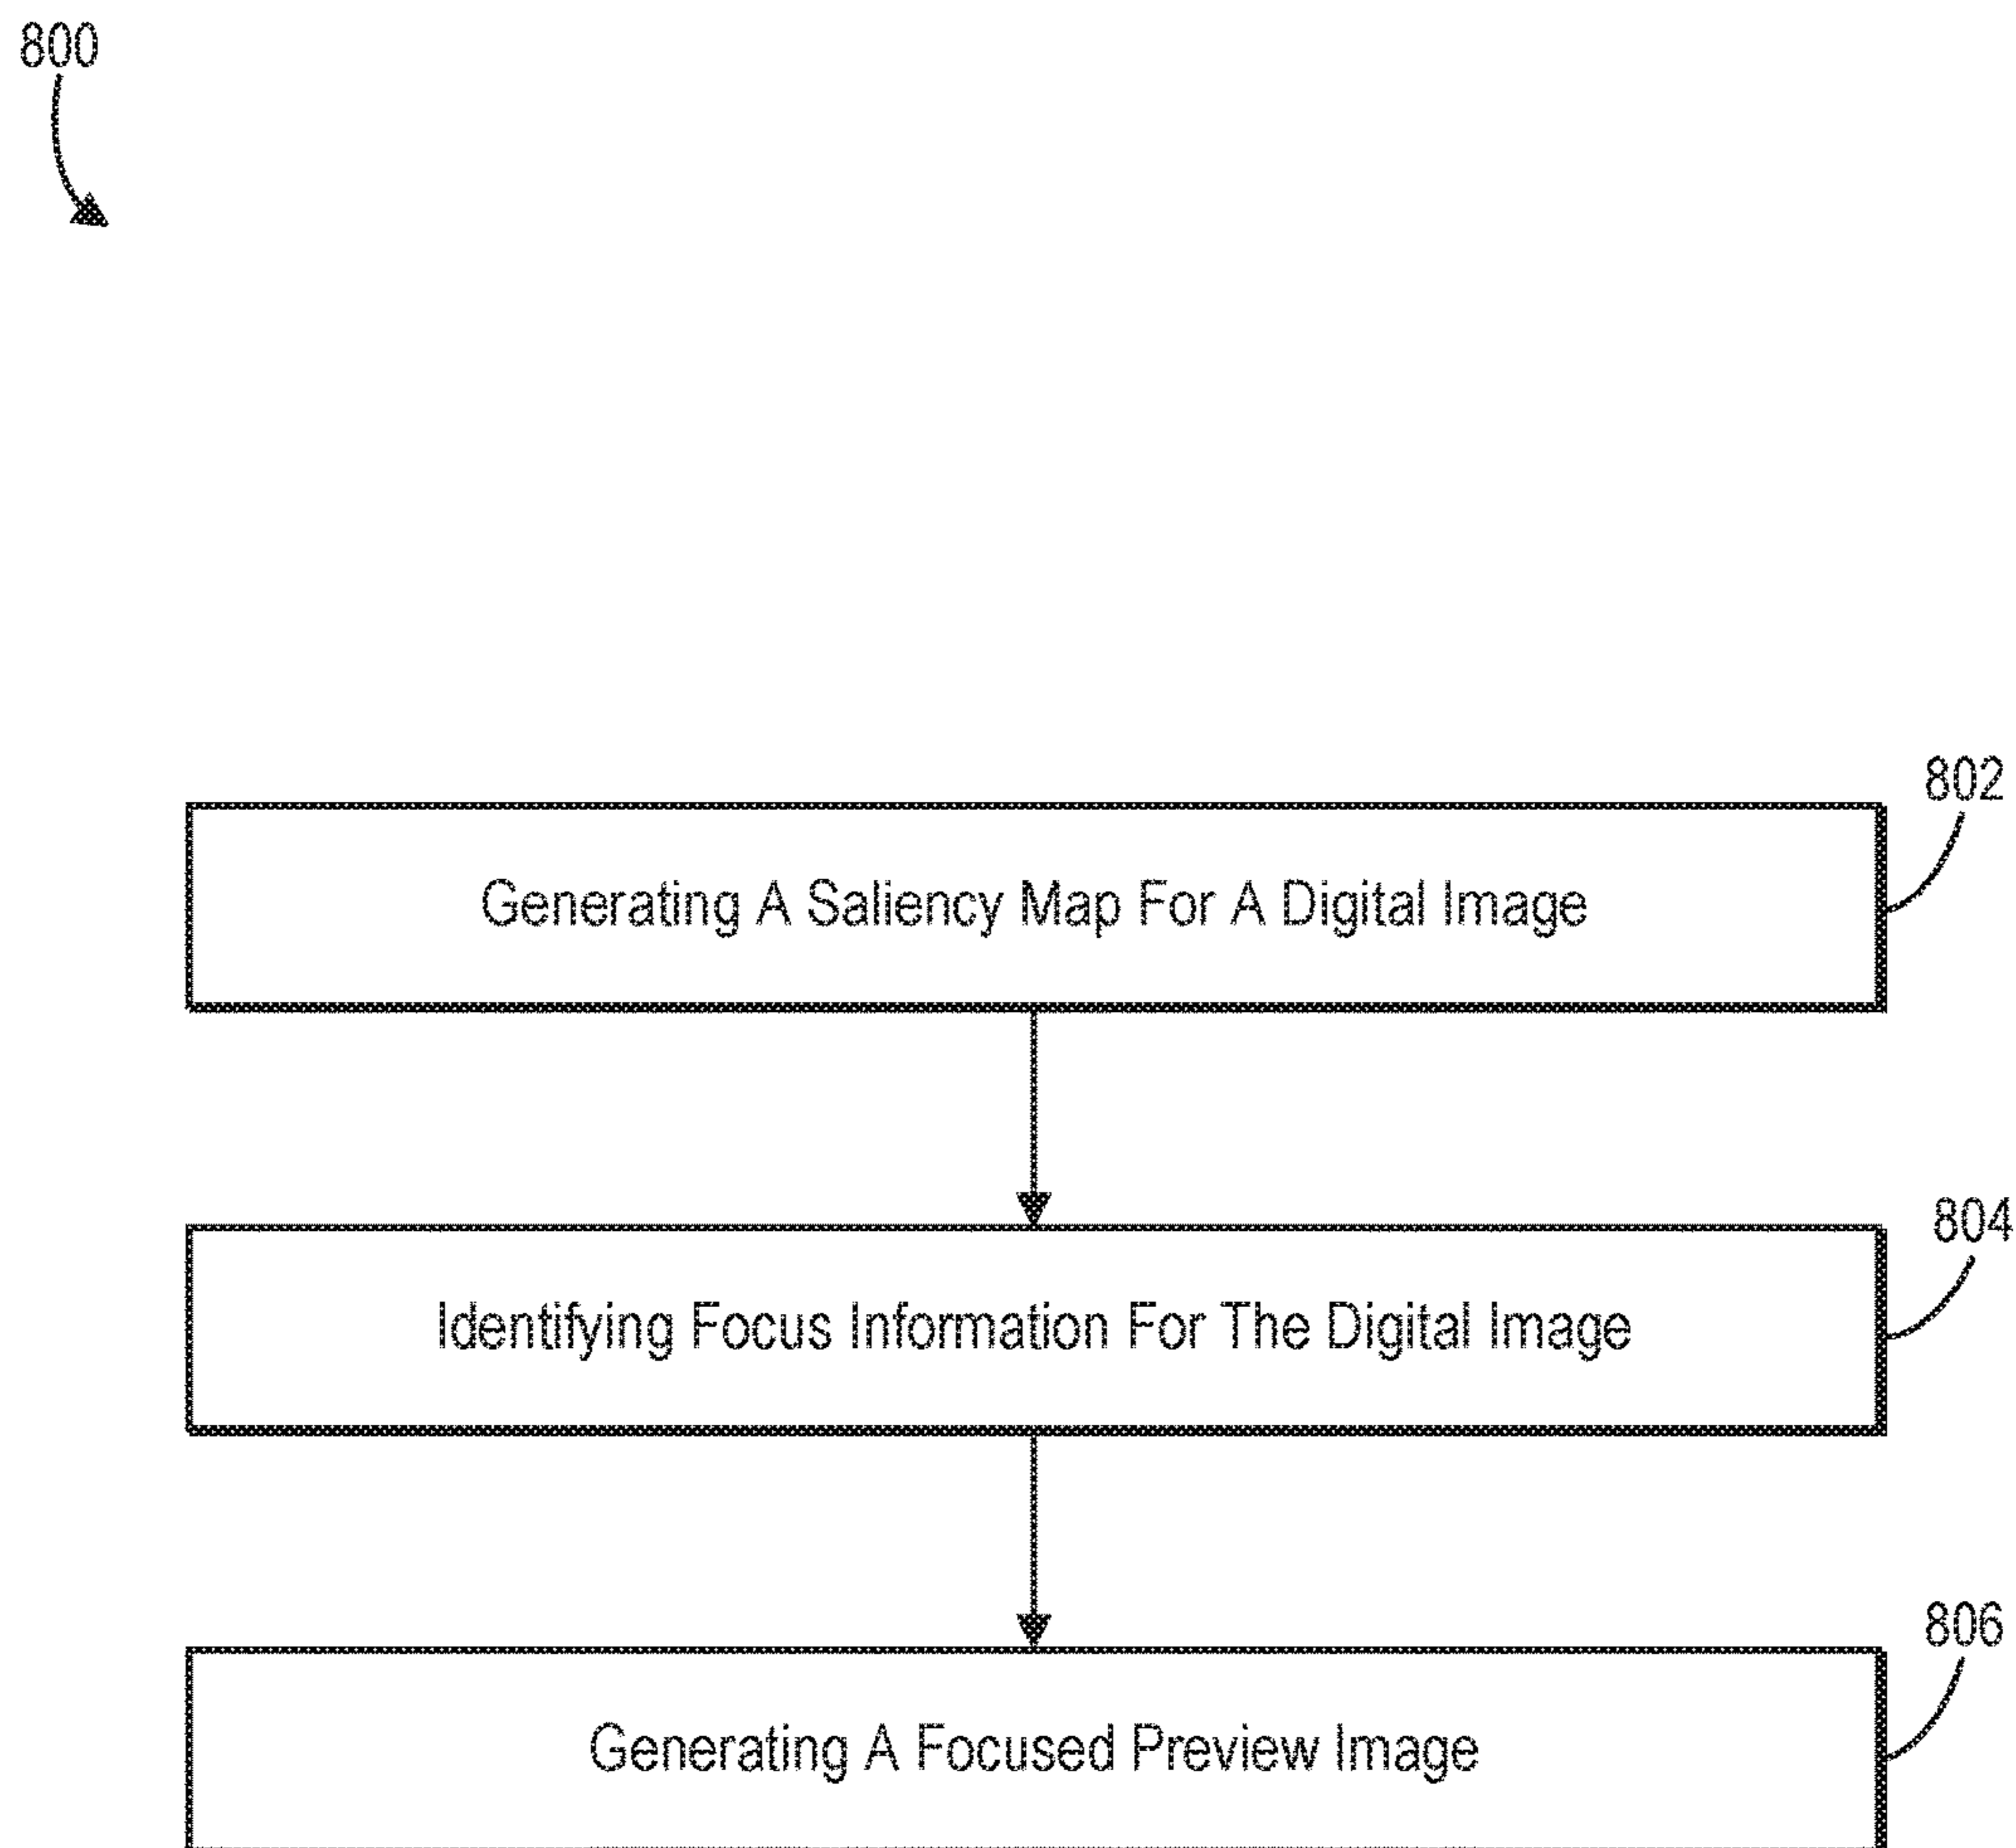 800
802
Generating A Saliency Map For A Digital Image
804
Identifying Focus Information For The Digital Image
806
Generating A Focused Preview Image